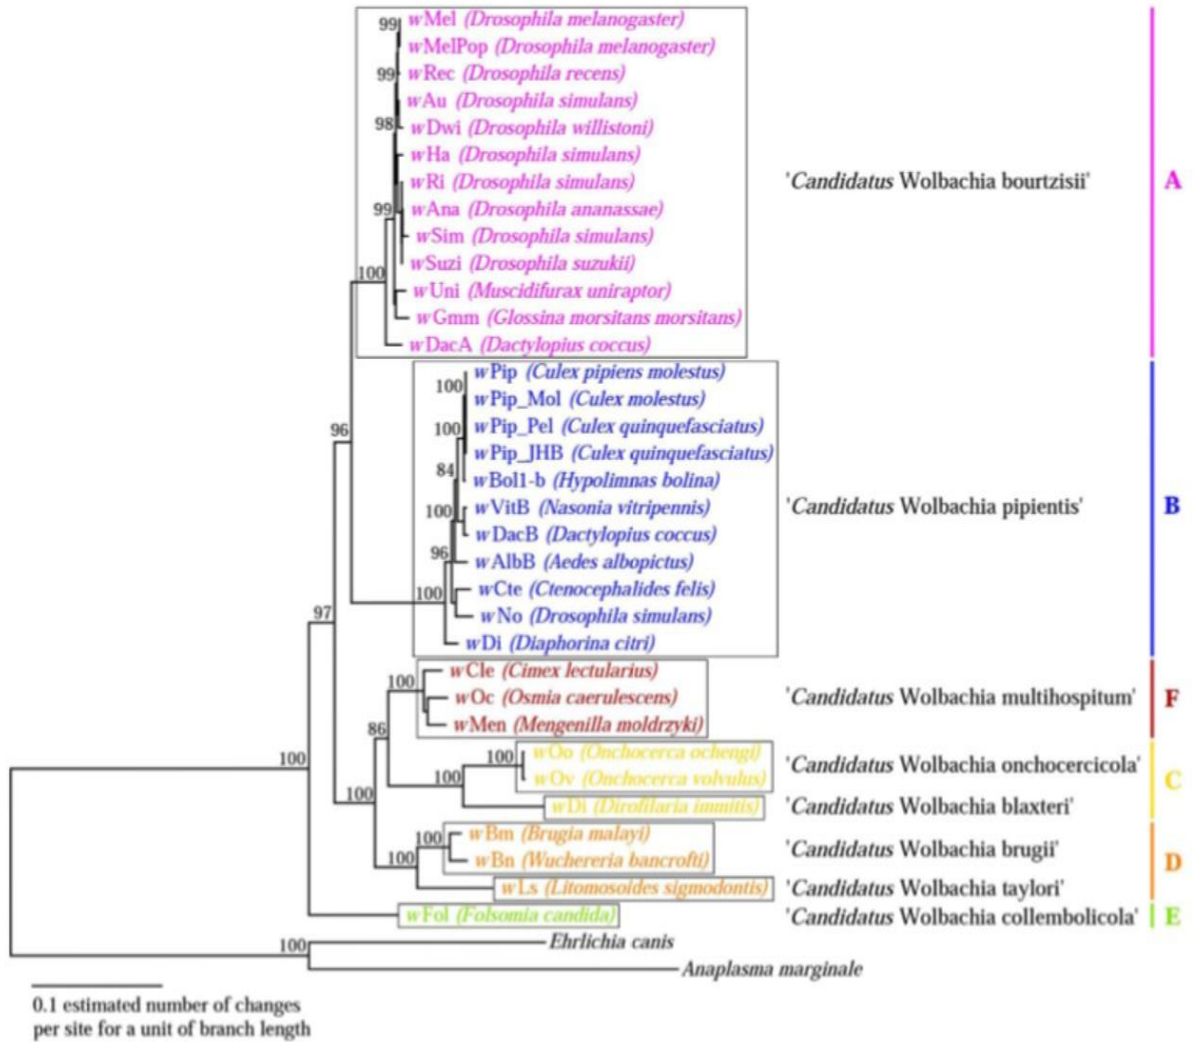 99 wMel (Drosophila melanogaster)
wMelPop (Drosophila melanogaster)
99 wRec (Drosophila recens)
wAu (Drosophila simulans)
98 wDwi (Drosophila willistoni)
wHa (Drosophila simulans)
wRi (Drosophila simulans) 'Candidatus Wolbachia bourtzisii' A
99 wAna (Drosophila ananassae)
wSim (Drosophila simulans)
wSuzi (Drosophila suzukii)
100
wUni (Muscidifurax uniraptor)
wGmm (Glossina morsitans morsitans)
wDacA (Dactylopius coccus)
wPip (Culex pipiens molestus)
100
wPip_Mol (Culex molestus)
100 wPip_Pel (Culex quinquefasciatus)
96
wPip_JHB (Culex quinquefasciatus)
84
wBol1-b (Hypolimnas bolina)
100 wVitB (Nasonia vitripennis) 'Candidatus Wolbachia pipientis' B
wDacB (Dactylopius coccus)
96 wAlbB (Aedes albopictus)
100 wCte (Ctenocephalides felis)
97 wNo (Drosophila simulans)
wDi (Diaphorina citri)
wCle (Cimex lectularius)
100
wOc (Osmia caerulescens) 'Candidatus Wolbachia multihospitum' F
wMen (Mengenilla moldrzyki)
86
100 wOo (Onchocerca ochengi)
100 'Candidatus Wolbachia onchocercicola'
100 wOv (Onchocerca volvulus) C
100 wDi (Dirofilaria immitis) 'Candidatus Wolbachia blaxteri'
100 wBm (Brugia malayi)
'Candidatus Wolbachia brugii'
100 wBn (Wuchereria bancrofti) D
wLs (Litomosoides sigmodontis) 'Candidatus Wolbachia taylori'
wFol (Folsomia candida) 'Candidatus Wolbachia collembolicola' E
100 Ehrlichia canis
Anaplasma marginale
0.1 estimated number of changes
per site for a unit of branch length